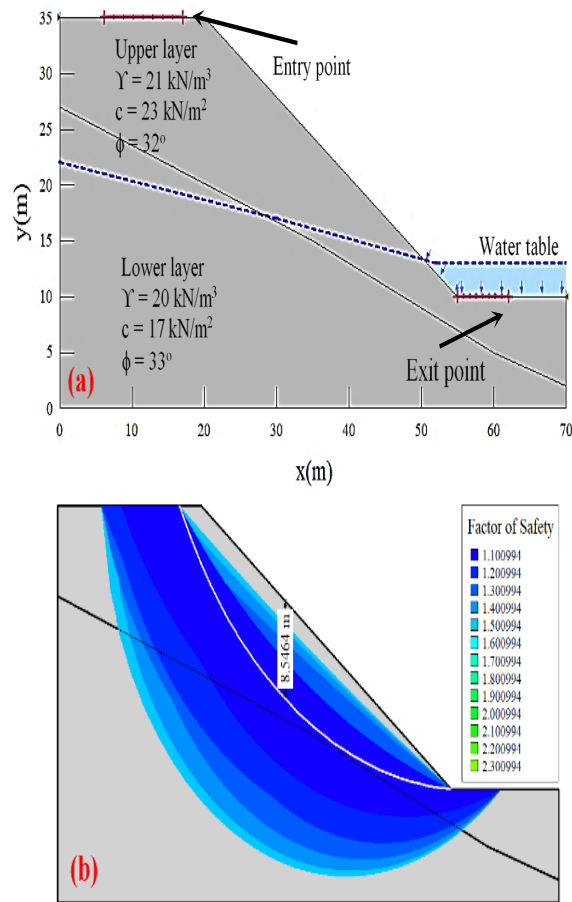 35
30
25
20
15
10
5
0
y(m)
Upper layer
ϒ = 21 kN/m³
c = 23 kN/m²
ϕ = 32°
Entry point
Lower layer
ϒ = 20 kN/m³
c = 17 kN/m²
ϕ = 33°
Water table
Exit point
(a)
0 10 20 30 40 50 60 70
x(m)
Factor of Safety
1.100994
1.200994
1.300994
1.400994
1.500994
1.600994
1.700994
1.800994
1.900994
2.000994
2.100994
2.200994
2.300994
8.5464 m
(b)